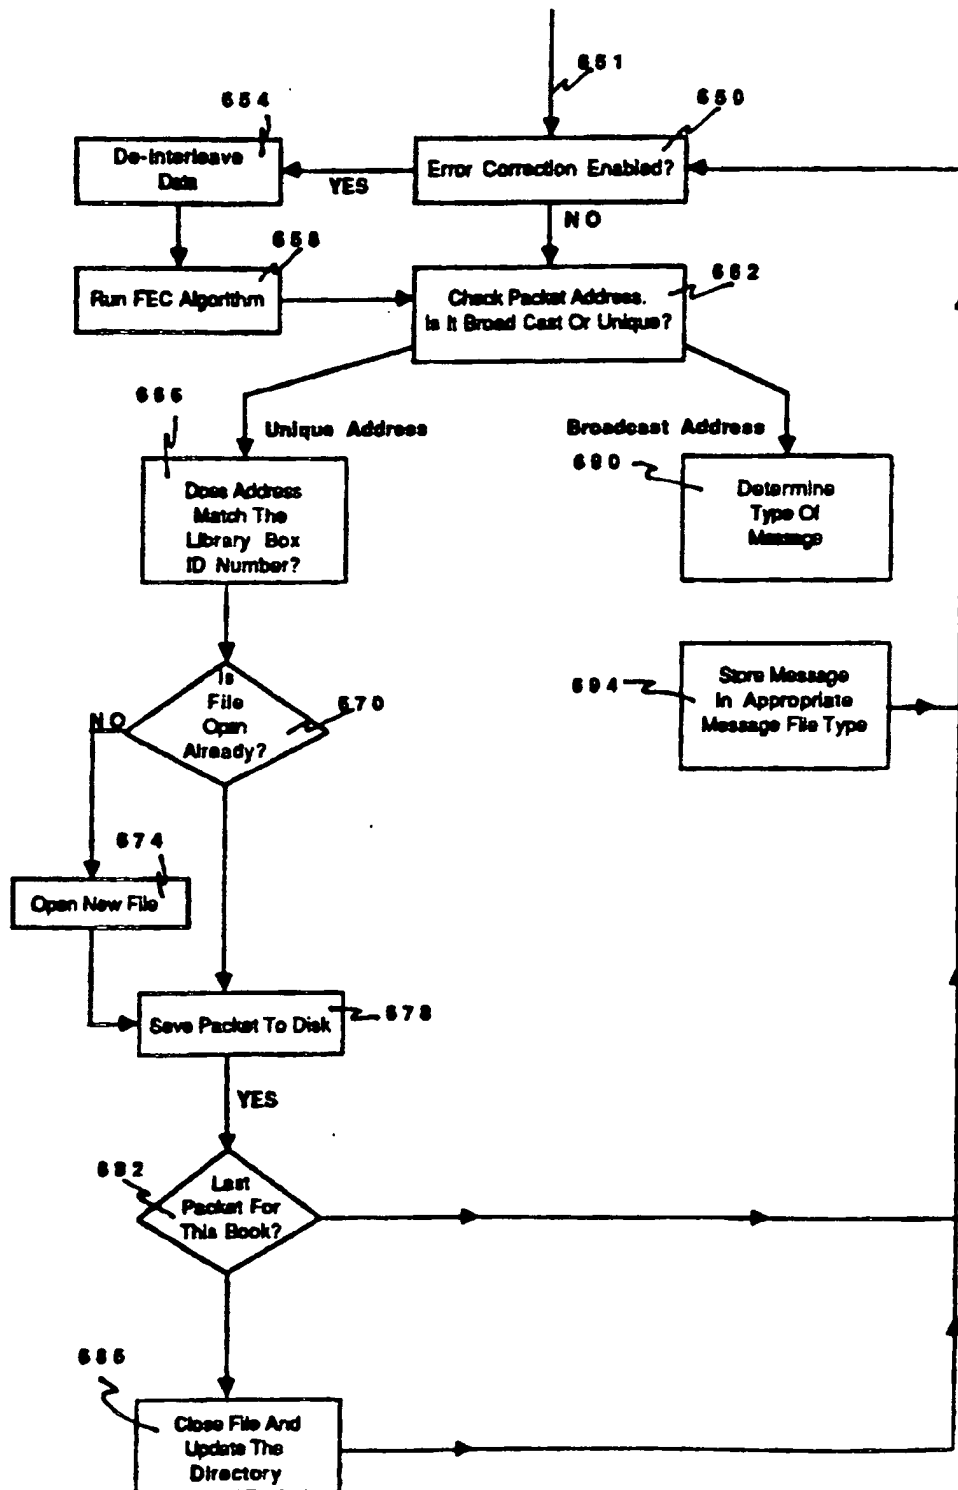 651
654
650
De-Interleave
Data
YES
Error Correction Enabled?
NO
658
662
Run FEC Algorithm
Check Packet Address.
Is It Broad Cast Or Unique?
666
Unique Address
Broadcast Address
690
Does Address
Match The
Library Box
ID Number?
Determine
Type Of
Message
694
Store Message
In Appropriate
Message File Type
NO
Is
File
Open
Already?
670
674
Open New File
Save Packet To Disk
678
YES
682
Last
Packet For
This Book?
686
Close File And
Update The
Directory